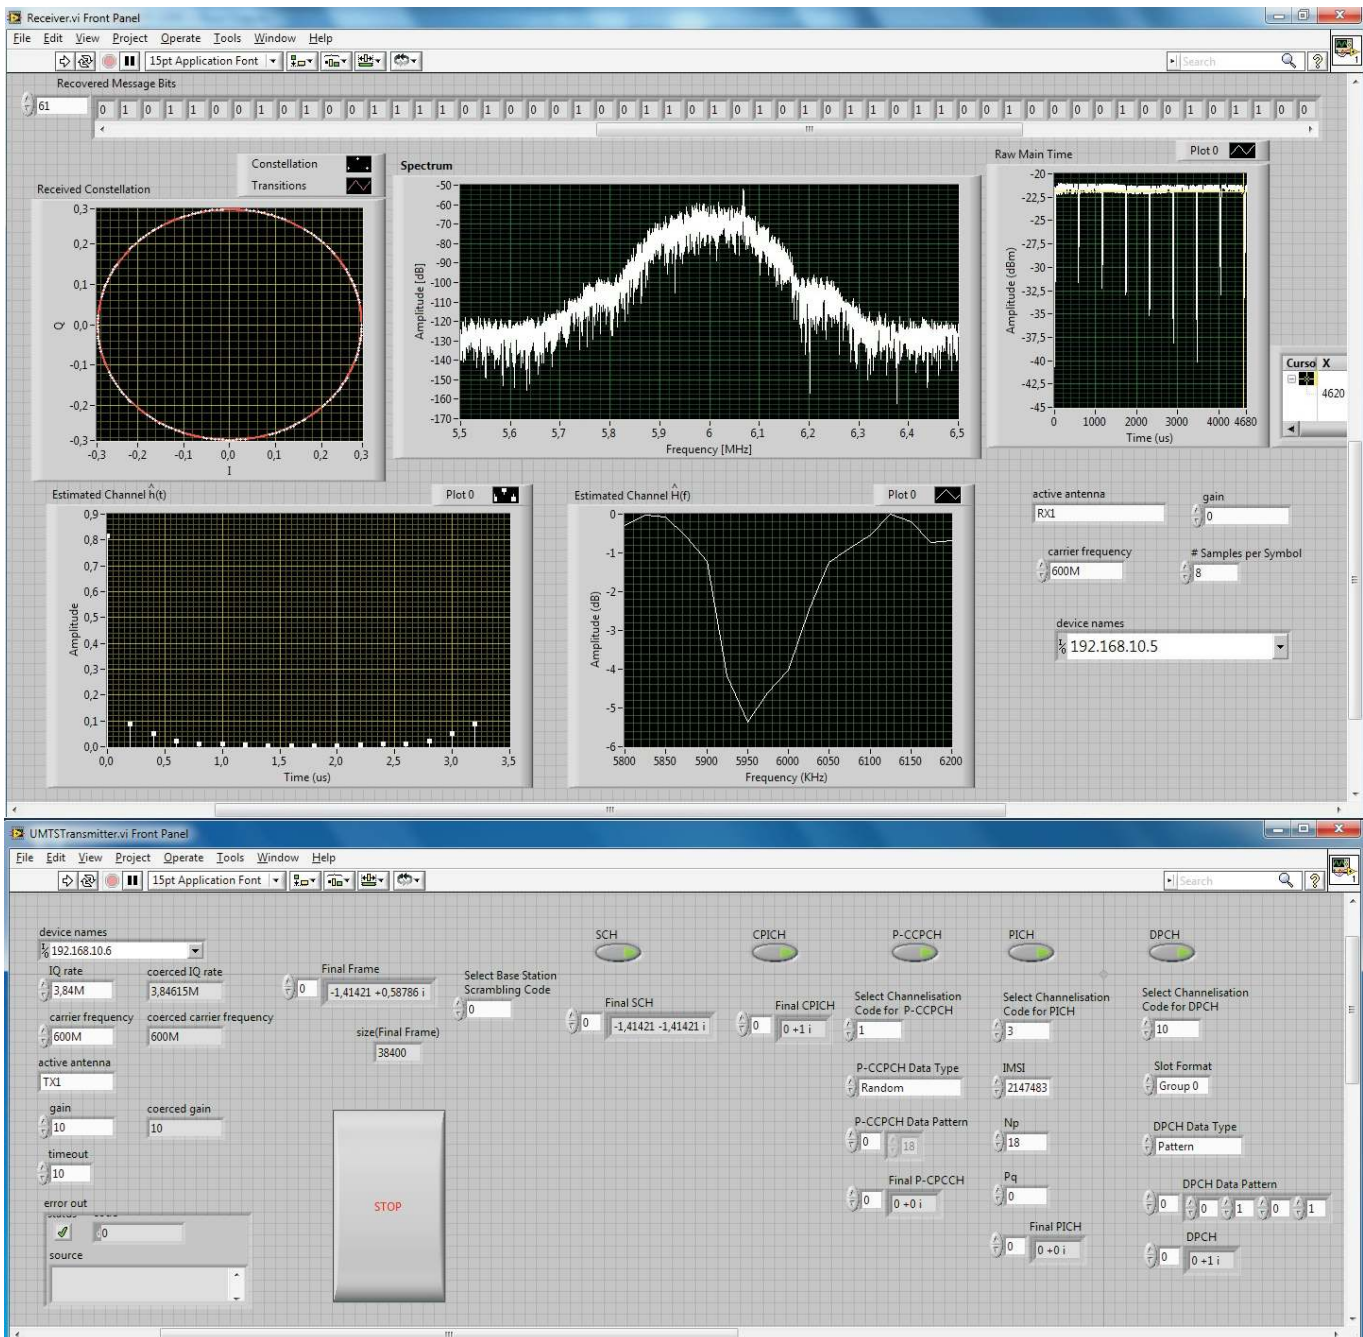 Receiver.vi Front Panel
File Edit View Project Operate Tools Window Help
15pt Application Font
Search
Recovered Message Bits
61
0 1 0 1 1 0 0 1 0 1 0 0 1 1 1 1 0 1 0 1 0 0 1 1 0 1 0 1 0 1 0 1 1 0 1 1 0 0 1 0 0 0 1 0 0 1 0 1 1 0 0
Constellation
Transitions
Received Constellation
0,3
0,2
0,1
0,0
-0,1
-0,2
-0,3
Q
-0,3 -0,2 -0,1 0,0 0,1 0,2 0,3
I
Spectrum
-50
-60
-70
-80
-90
-100
-110
-120
-130
-140
-150
-160
-170
Amplitude [dB]
5,5 5,6 5,7 5,8 5,9 6 6,1 6,2 6,3 6,4 6,5
Frequency [MHz]
Raw Main Time
Plot 0
-20
-22,5
-25
-27,5
-30
-32,5
-35
-37,5
-40
-42,5
-45
Amplitude (dBm)
0 1000 2000 3000 4000 4680
Time (us)
Curso X
4620
Estimated Channel h^(t)
Plot 0
0,9
0,8
0,7
0,6
0,5
0,4
0,3
0,2
0,1
0,0
Amplitude
0,0 0,5 1,0 1,5 2,0 2,5 3,0 3,5
Time (us)
Estimated Channel H^(f)
Plot 0
0
-1
-2
-3
-4
-5
-6
Amplitude (dB)
5800 5850 5900 5950 6000 6050 6100 6150 6200
Frequency (KHz)
active antenna
RX1
gain
0
carrier frequency
600M
# Samples per Symbol
8
device names
192.168.10.5
UMTSTransmitter.vi Front Panel
File Edit View Project Operate Tools Window Help
15pt Application Font
Search
device names
192.168.10.6
IQ rate
3,84M
coerced IQ rate
3,84615M
carrier frequency
600M
coerced carrier frequency
600M
active antenna
TX1
gain
10
coerced gain
10
timeout
10
error out
0
source
Final Frame
0 -1,41421 +0,58786 i
size(Final Frame)
38400
STOP
Select Base Station
Scrambling Code
0
SCH
Final SCH
0 -1,41421 -1,41421 i
CPICH
Final CPICH
0 0 +1 i
P-CCPCH
Select Channelisation
Code for P-CCPCH
1
P-CCPCH Data Type
Random
P-CCPCH Data Pattern
0 18
Final P-CPCCH
0 0 +0 i
PICH
Select Channelisation
Code for PICH
3
IMSI
2147483
Np
18
Pq
0
Final PICH
0 0 +0 i
DPCH
Select Channelisation
Code for DPCH
10
Slot Format
Group 0
DPCH Data Type
Pattern
DPCH Data Pattern
0 0 1 0 1
DPCH
0 0 +1 i